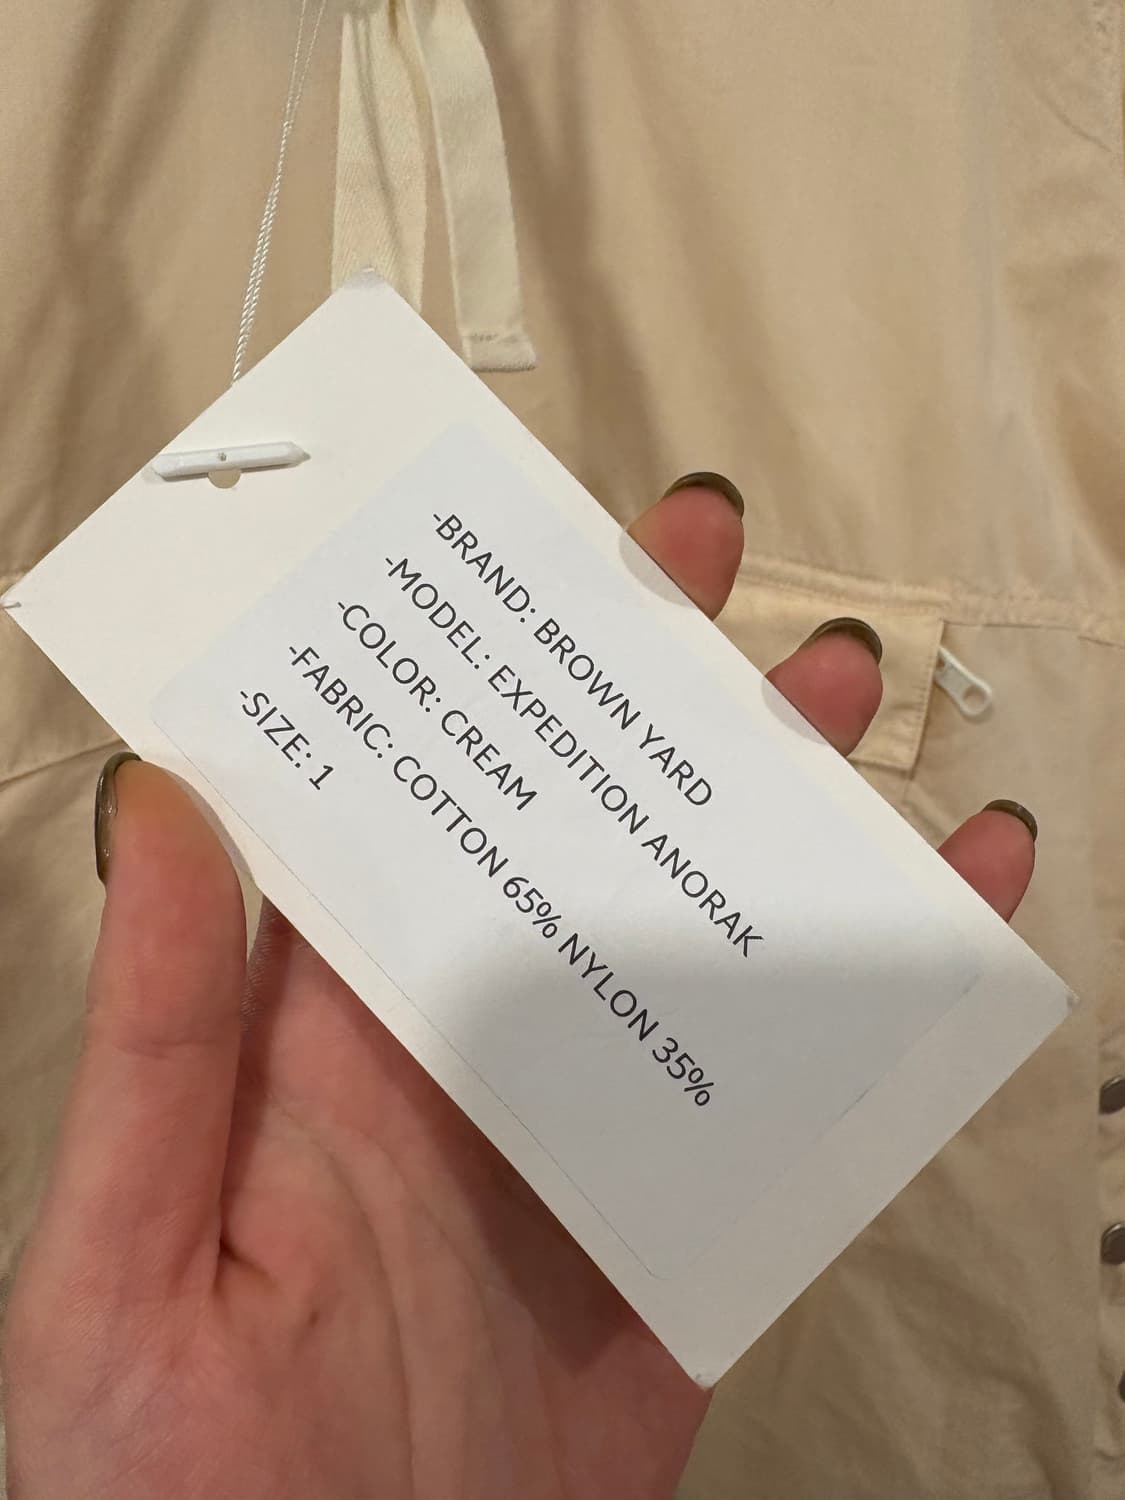 -BRAND: BROWN YARD
-MODEL: EXPEDITION ANORAK
-COLOR: CREAM
-FABRIC: COTTON 65% NYLON 35%
-SIZE: 1